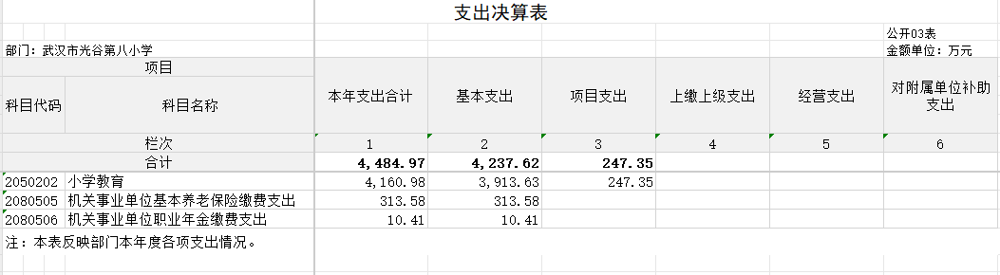 支出决算表
公开03表
部门：武汉市光谷第八小学 金额单位：万元
项目 本年支出合计 基本支出 项目支出 上缴上级支出 经营支出 对附属单位补助支出
科目代码 科目名称
栏次 1 2 3 4 5 6
合计 4,484.97 4,237.62 247.35
2050202 小学教育 4,160.98 3,913.63 247.35
2080505 机关事业单位基本养老保险缴费支出 313.58 313.58
2080506 机关事业单位职业年金缴费支出 10.41 10.41
注：本表反映部门本年度各项支出情况。